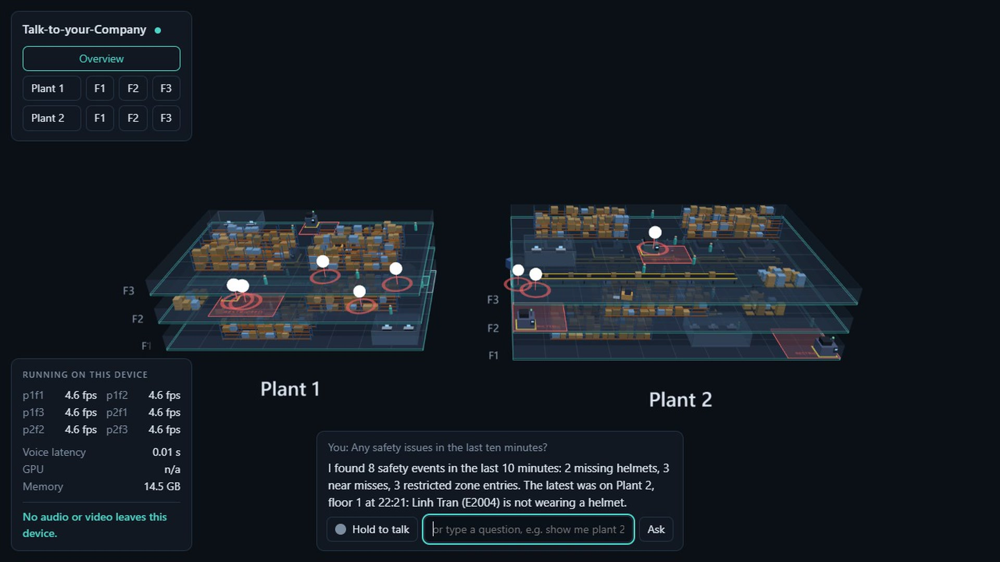 Talk-to-your-Company
Overview
Plant 1 F1 F2 F3
Plant 2 F1 F2 F3
F3
F2
F1
Plant 1
F3
F2
F1
Plant 2
RUNNING ON THIS DEVICE
p1f1 4.6 fps p1f2 4.6 fps
p1f3 4.6 fps p2f1 4.6 fps
p2f2 4.6 fps p2f3 4.6 fps
Voice latency 0.01 s
GPU n/a
Memory 14.5 GB
No audio or video leaves this
device.
You: Any safety issues in the last ten minutes?
I found 8 safety events in the last 10 minutes: 2 missing helmets, 3
near misses, 3 restricted zone entries. The latest was on Plant 2,
floor 1 at 22:21: Linh Tran (E2004) is not wearing a helmet.
Hold to talk
or type a question, e.g. show me plant 2
Ask